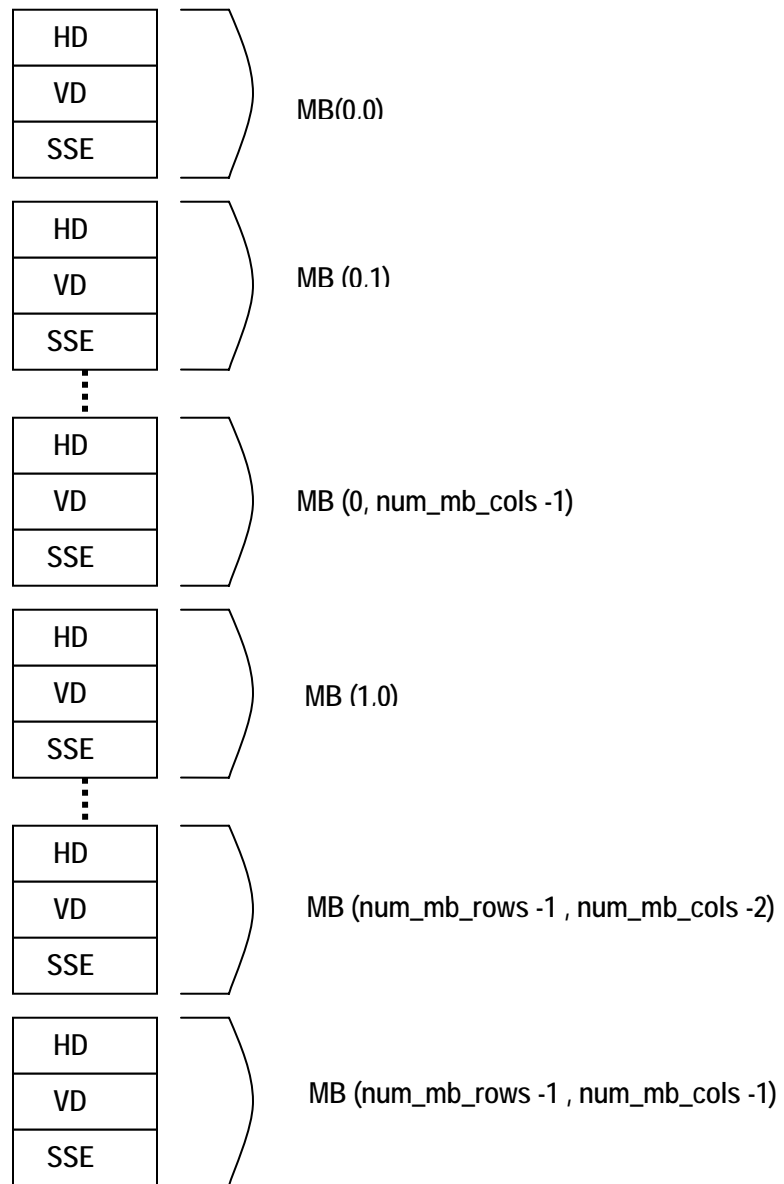 HD
VD
MB(0,0)
SSE
HD
VD
MB (0,1)
SSE
HD
VD
MB (0, num_mb_cols -1)
SSE
HD
VD
MB (1,0)
SSE
HD
VD
MB (num_mb_rows -1 , num_mb_cols -2)
SSE
HD
VD
MB (num_mb_rows -1 , num_mb_cols -1)
SSE